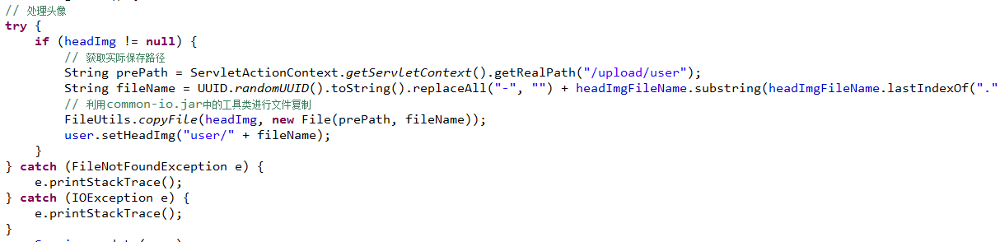 // 处理头像
try {
    if (headImg != null) {
        // 获取实际保存路径
        String prePath = ServletActionContext.getServletContext().getRealPath("/upload/user");
        String fileName = UUID.randomUUID().toString().replaceAll("-", "") + headImgFileName.substring(headImgFileName.lastIndexOf("."
        // 利用common-io.jar中的工具类进行文件复制
        FileUtils.copyFile(headImg, new File(prePath, fileName));
        user.setHeadImg("user/" + fileName);
    }
} catch (FileNotFoundException e) {
    e.printStackTrace();
} catch (IOException e) {
    e.printStackTrace();
}